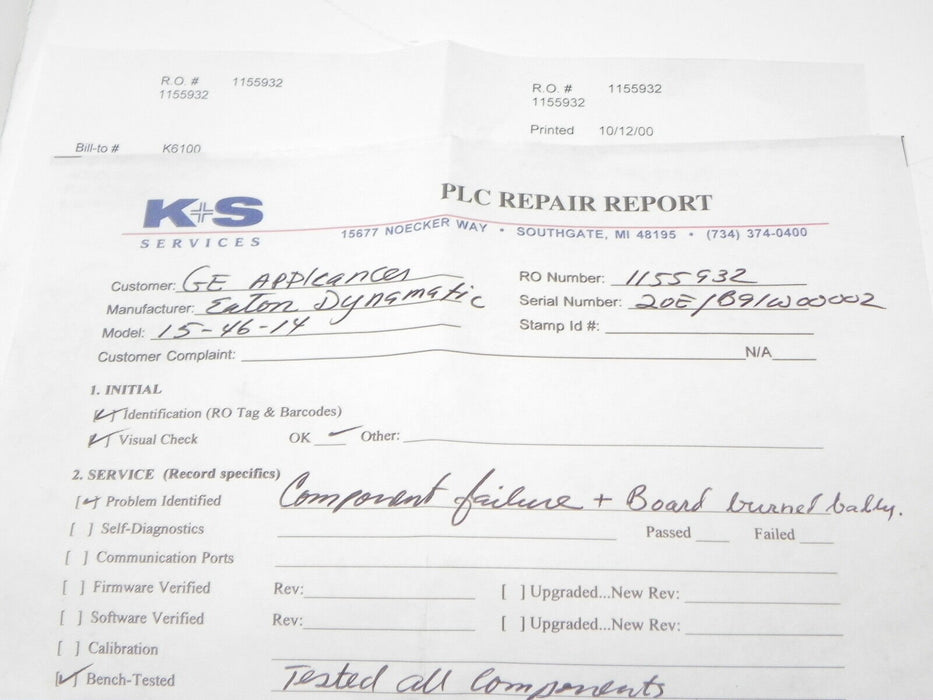 R.O. # 1155932
1155932
R.O. # 1155932
1155932
Printed 10/12/00
Bill-to # K6100
K+S
SERVICES
PLC REPAIR REPORT
15677 NOECKER WAY • SOUTHGATE, MI 48195 • (734) 374-0400
Customer: GE Appliances
RO Number: 1155932
Manufacturer: Eaton Dynamatic
Serial Number: 20E/B91W00002
Model: 15-46-14
Stamp Id #:
Customer Complaint: N/A
1. INITIAL
[✓] Identification (RO Tag & Barcodes)
[✓] Visual Check OK ✓ Other:
2. SERVICE (Record specifics)
[✓] Problem Identified Component failure + Board burned badly.
[ ] Self-Diagnostics Passed Failed
[ ] Communication Ports
[ ] Firmware Verified Rev: [ ] Upgraded...New Rev:
[ ] Software Verified Rev: [ ] Upgraded...New Rev:
[ ] Calibration
[✓] Bench-Tested Tested all Components